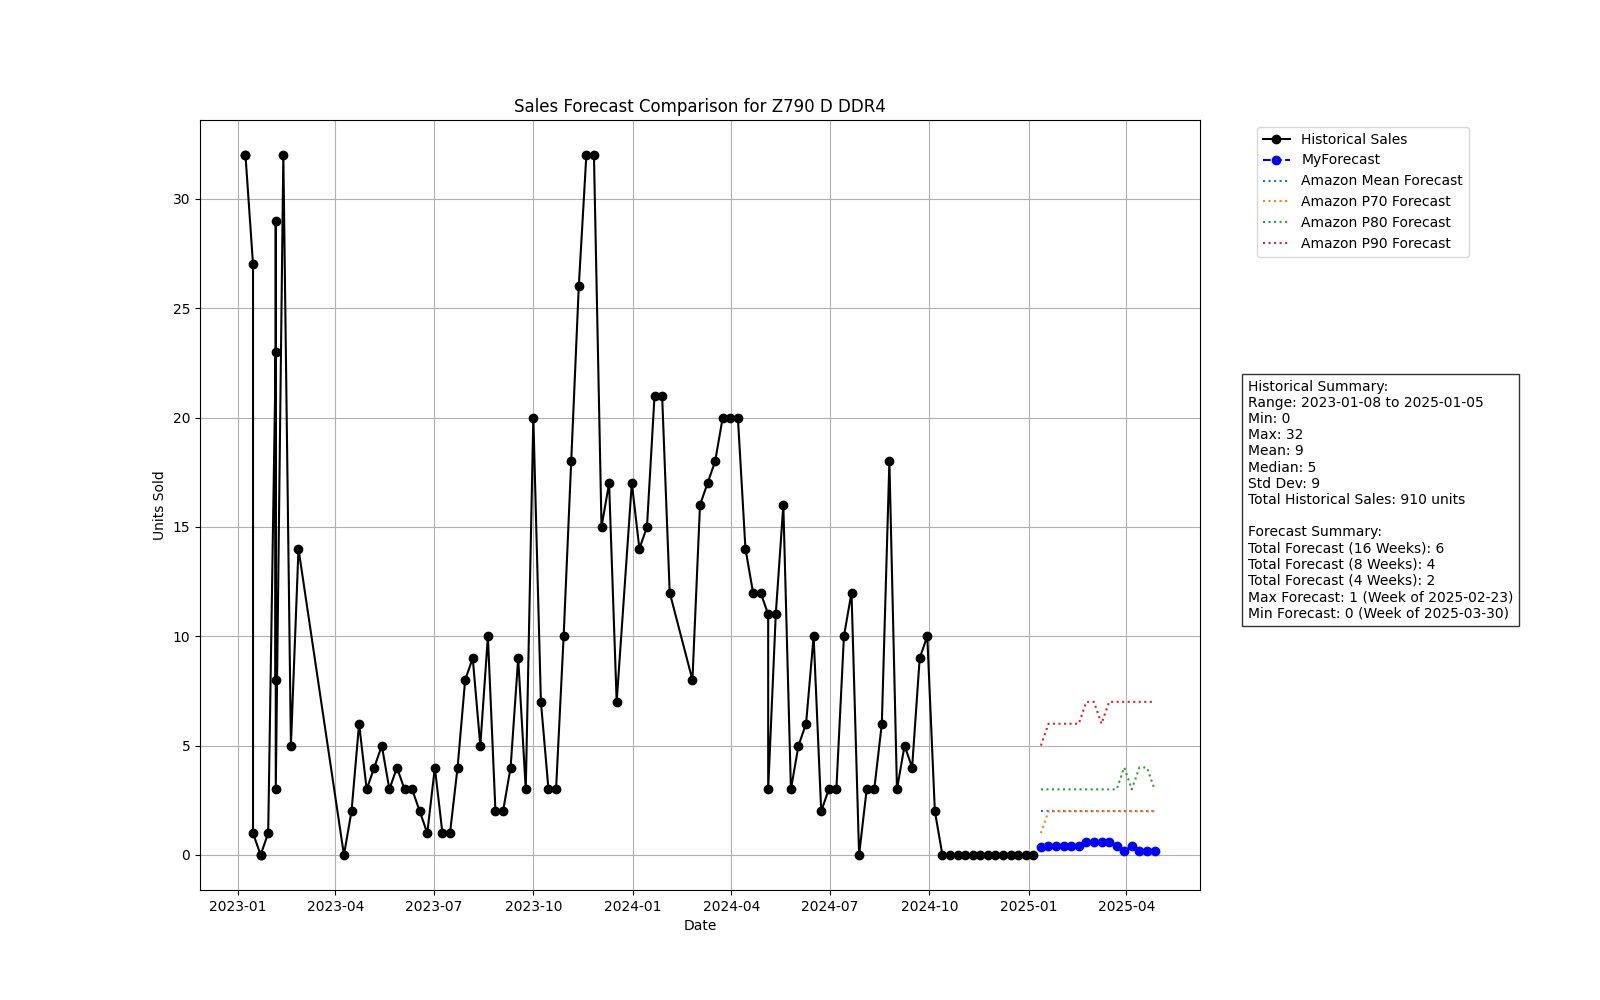 Sales Forecast Comparison for Z790 D DDR4
Historical Sales
MyForecast
Amazon Mean Forecast
Amazon P70 Forecast
Amazon P80 Forecast
Amazon P90 Forecast
30
25
20
15
10
5
0
Units Sold
Historical Summary:
Range: 2023-01-08 to 2025-01-05
Min: 0
Max: 32
Mean: 9
Median: 5
Std Dev: 9
Total Historical Sales: 910 units
Forecast Summary:
Total Forecast (16 Weeks): 6
Total Forecast (8 Weeks): 4
Total Forecast (4 Weeks): 2
Max Forecast: 1 (Week of 2025-02-23)
Min Forecast: 0 (Week of 2025-03-30)
2023-01 2023-04 2023-07 2023-10 2024-01 2024-04 2024-07 2024-10 2025-01 2025-04
Date